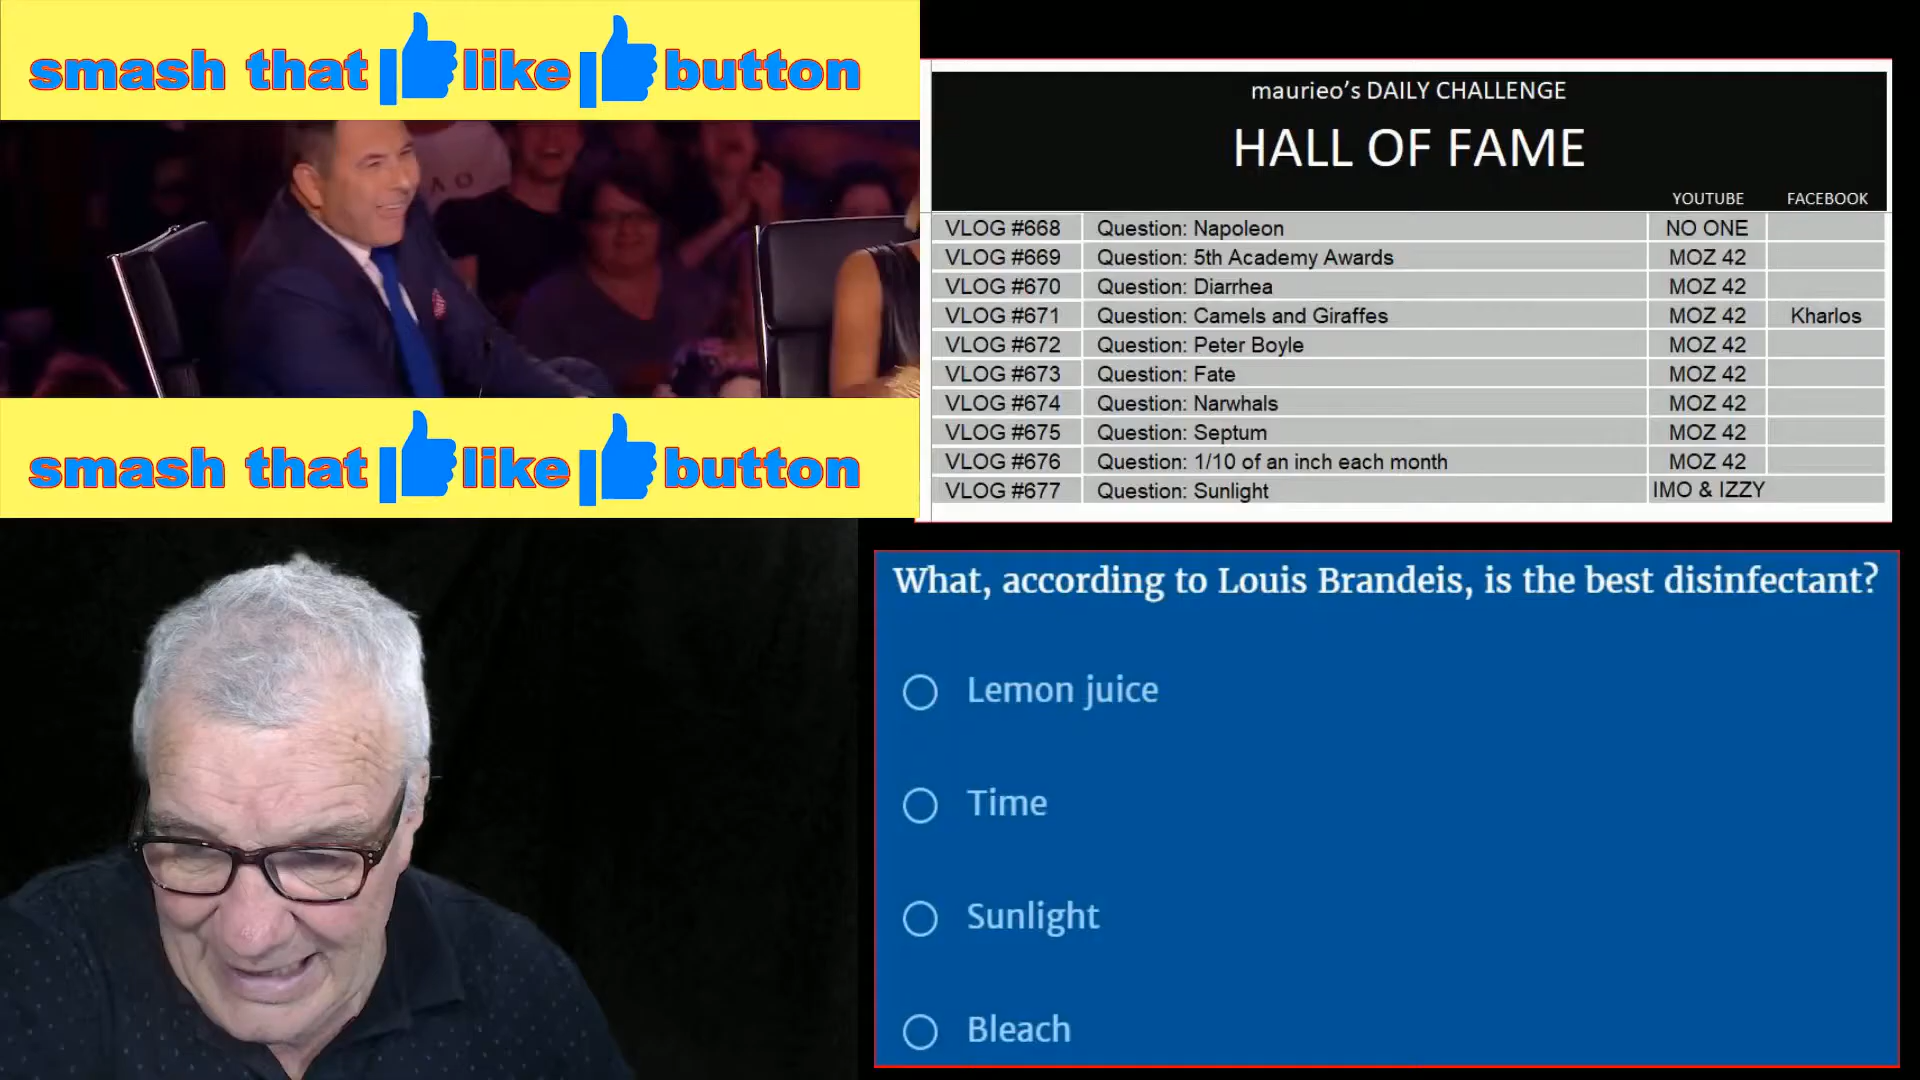 smash that like button
smash that like button
maurieo's DAILY CHALLENGE
HALL OF FAME
YOUTUBE FACEBOOK
VLOG #668 Question: Napoleon NO ONE
VLOG #669 Question: 5th Academy Awards MOZ 42
VLOG #670 Question: Diarrhea MOZ 42
VLOG #671 Question: Camels and Giraffes MOZ 42 Kharlos
VLOG #672 Question: Peter Boyle MOZ 42
VLOG #673 Question: Fate MOZ 42
VLOG #674 Question: Narwhals MOZ 42
VLOG #675 Question: Septum MOZ 42
VLOG #676 Question: 1/10 of an inch each month MOZ 42
VLOG #677 Question: Sunlight IMO & IZZY
What, according to Louis Brandeis, is the best disinfectant?
Lemon juice
Time
Sunlight
Bleach